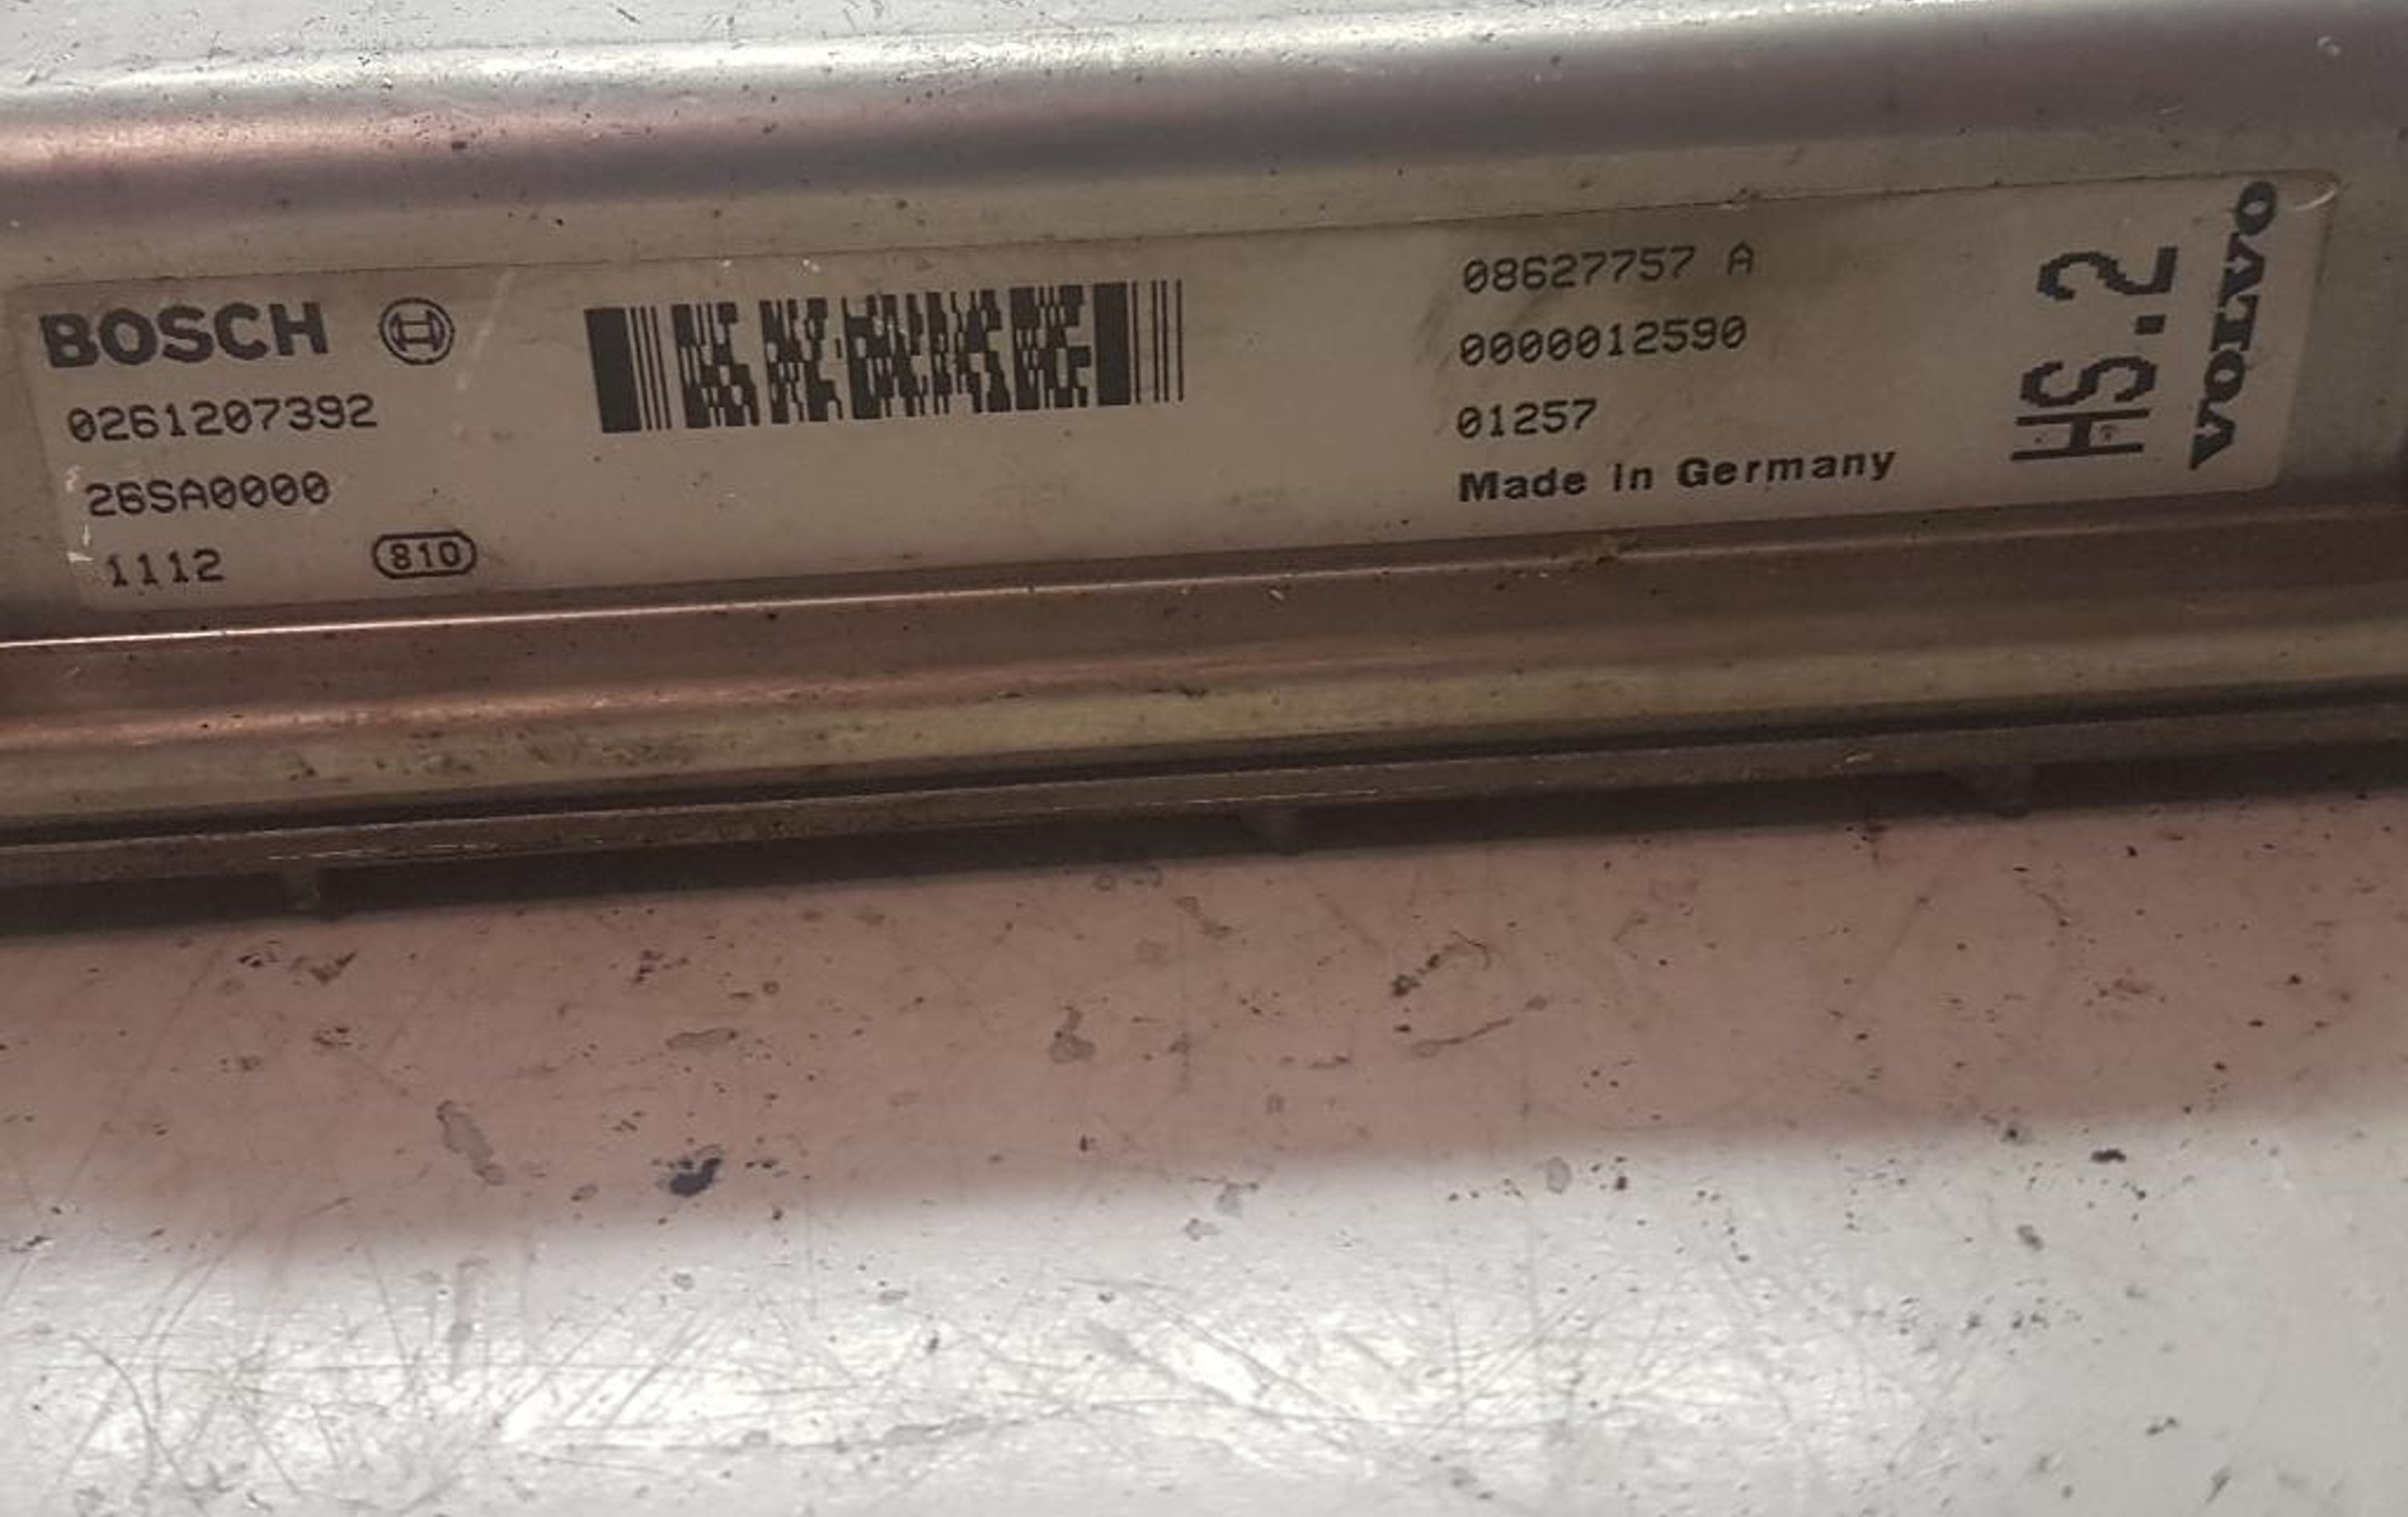 BOSCH
0261207392
26SA0000
1112 810
08627757 A
0000012590
01257
Made in Germany
HS.2
VOLVO